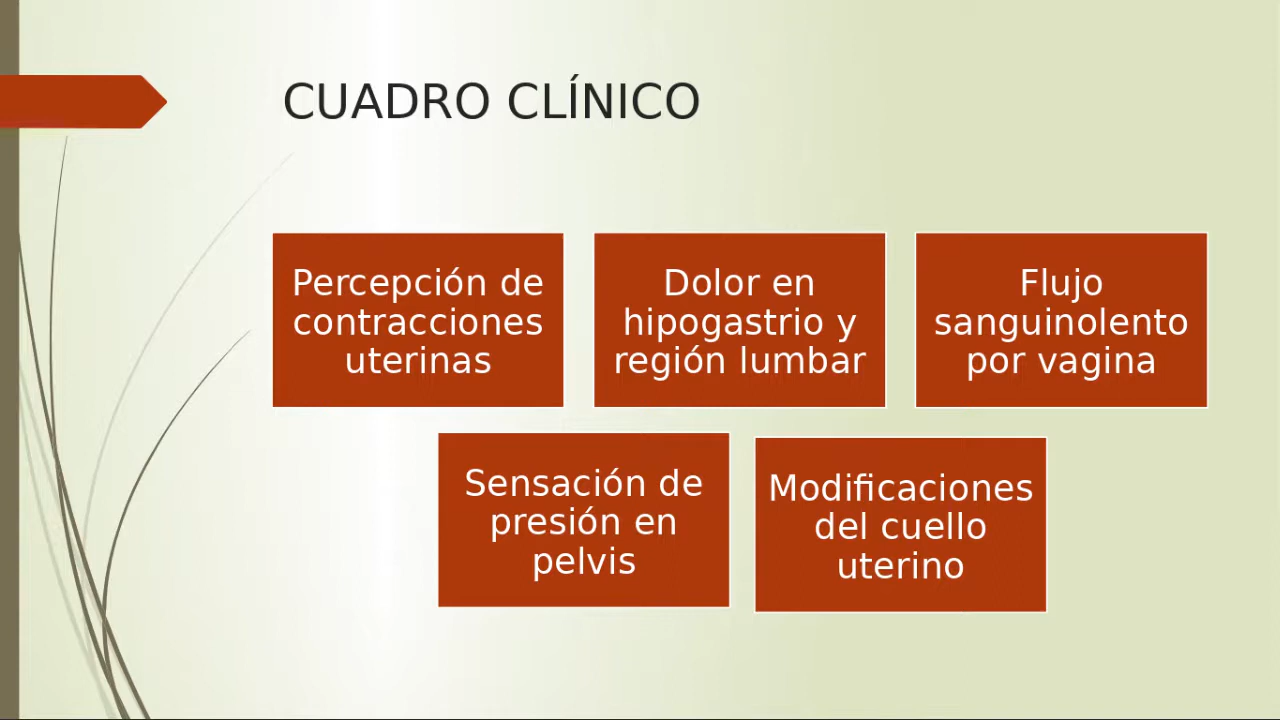 CUADRO CLÍNICO
Percepción de
contracciones
uterinas
Dolor en
hipogastrio y
región lumbar
Flujo
sanguinolento
por vagina
Sensación de
presión en
pelvis
Modificaciones
del cuello
uterino